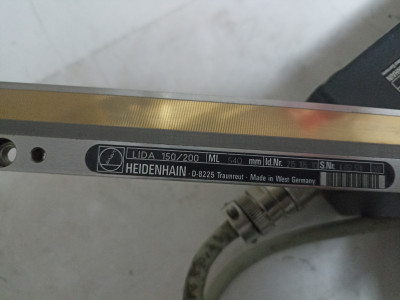 LIDA 150/200 ML 540 mm Id.Nr. S.Nr.
HEIDENHAIN · D-8225 Traunreut · Made in West Germany